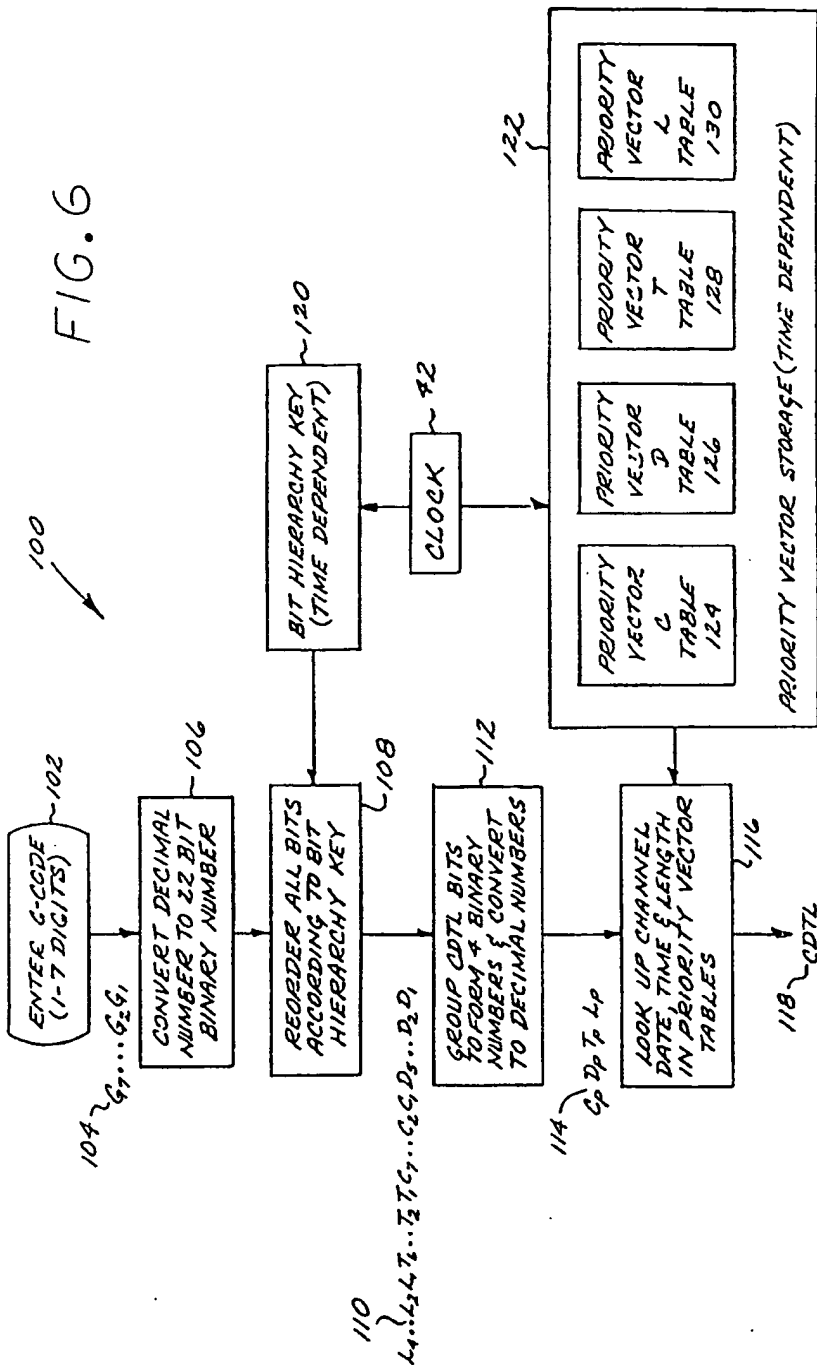 FIG.6
100
ENTER G-CODE
(1-7 DIGITS)
102
104
G7...G2G1
CONVERT DECIMAL
NUMBER TO 22 BIT
BINARY NUMBER
106
REORDER ALL BITS
ACCORDING TO BIT
HIERARCHY KEY
108
BIT HIERARCHY KEY
(TIME DEPENDENT)
120
CLOCK
42
110
L4...L2L1T6...T2T1C7...C2C1D5...D2D1
GROUP CDTL BITS
TO FORM 4 BINARY
NUMBERS & CONVERT
TO DECIMAL NUMBERS
112
114
Cp Dp Tp Lp
LOOK UP CHANNEL
DATE, TIME & LENGTH
IN PRIORITY VECTOR
TABLES
116
118
CDTL
122
PRIORITY
VECTOR
C
TABLE
124
PRIORITY
VECTOR
D
TABLE
126
PRIORITY
VECTOR
T
TABLE
128
PRIORITY
VECTOR
L
TABLE
130
PRIORITY VECTOR STORAGE (TIME DEPENDENT)